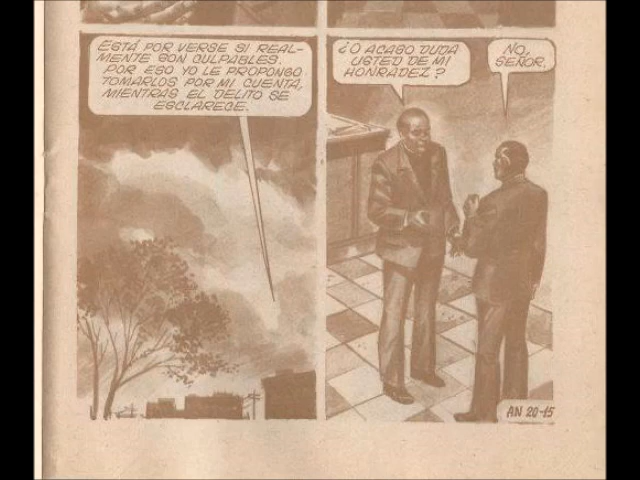 ESTÁ POR VERSE SI REAL-
MENTE SON CULPABLES.
POR ESO YO LE PROPONGO
TOMARLOS POR MI CUENTA,
MIENTRAS EL DELITO SE
ESCLARECE.
¿O ACASO DUDA
USTED DE MI
HONRADEZ?
NO,
SEÑOR.
AN 20-15